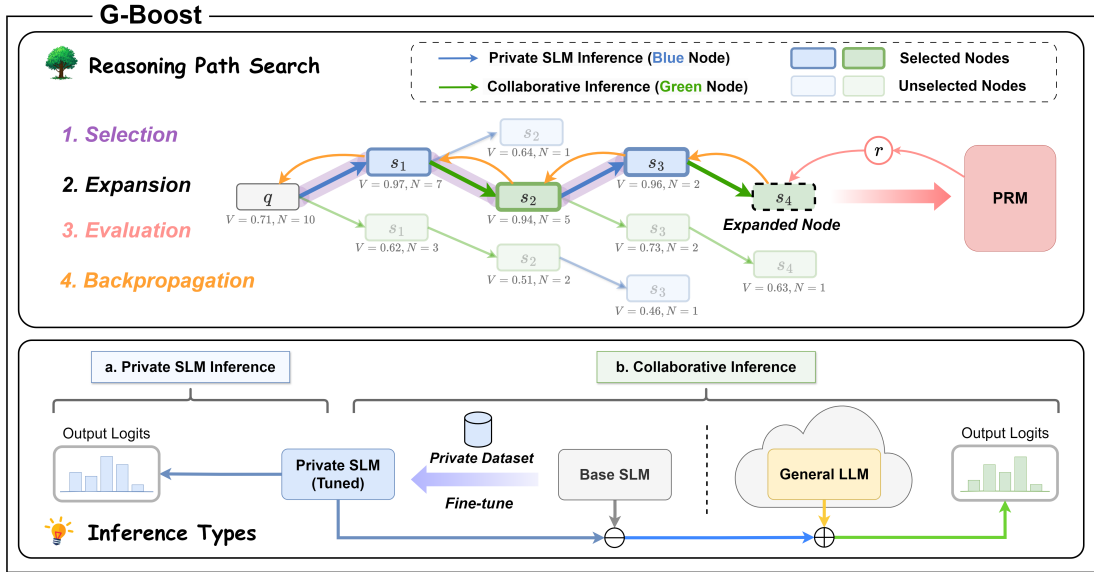 G-Boost
Reasoning Path Search
Private SLM Inference (Blue Node)
Collaborative Inference (Green Node)
Selected Nodes
Unselected Nodes
1. Selection
2. Expansion
3. Evaluation
4. Backpropagation
s₂
V = 0.64, N = 1
s₁
V = 0.97, N = 7
s₃
V = 0.96, N = 2
r
q
V = 0.71, N = 10
s₂
V = 0.94, N = 5
s₄
Expanded Node
PRM
s₁
V = 0.62, N = 3
s₃
V = 0.73, N = 2
s₂
V = 0.51, N = 2
s₄
V = 0.63, N = 1
s₃
V = 0.46, N = 1
a. Private SLM Inference
b. Collaborative Inference
Output Logits
Private SLM
(Tuned)
Private Dataset
Fine-tune
Base SLM
General LLM
Output Logits
Inference Types